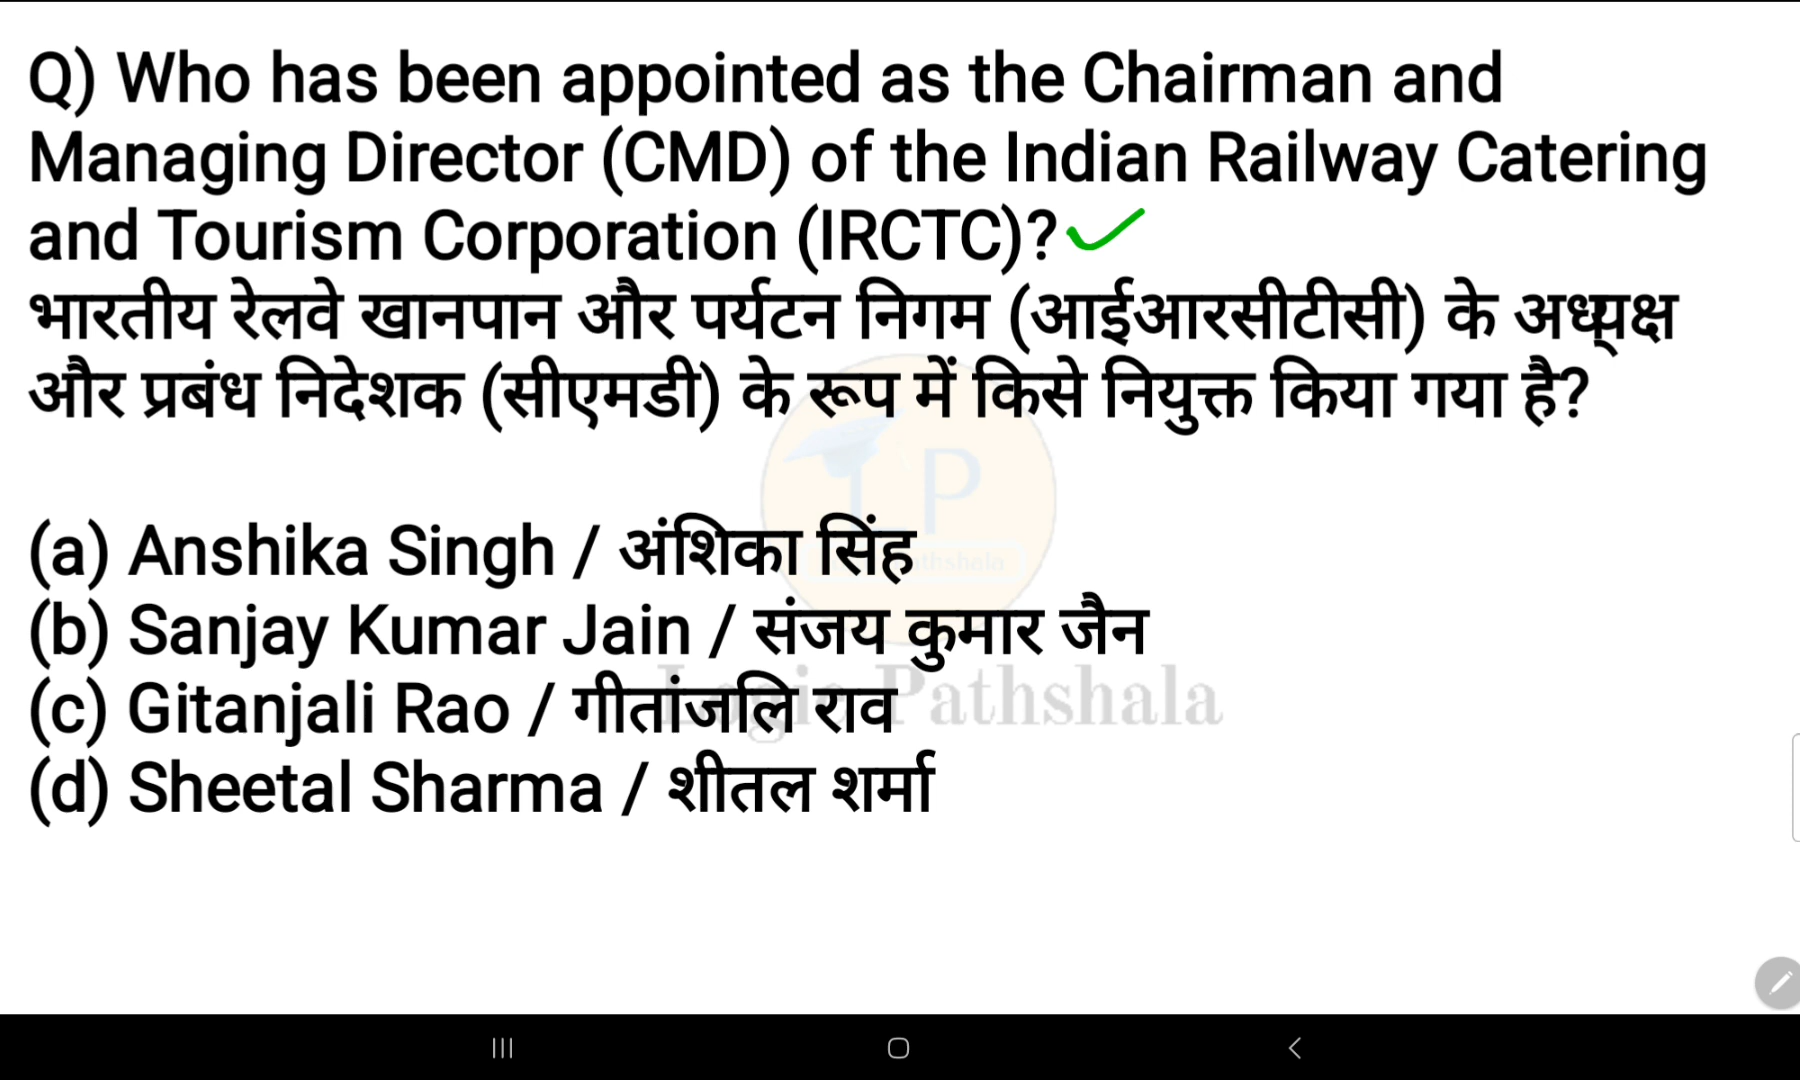 Q) Who has been appointed as the Chairman and
Managing Director (CMD) of the Indian Railway Catering
and Tourism Corporation (IRCTC)?
भारतीय रेलवे खानपान और पर्यटन निगम (आईआरसीटीसी) के अध्यक्ष
और प्रबंध निदेशक (सीएमडी) के रूप में किसे नियुक्त किया गया है?
LP
(a) Anshika Singh / अंशिका सिंह
(b) Sanjay Kumar Jain / संजय कुमार जैन
(c) Gitanjali Rao / गीतांजलि राव
Logic Pathshala
(d) Sheetal Sharma / शीतल शर्मा